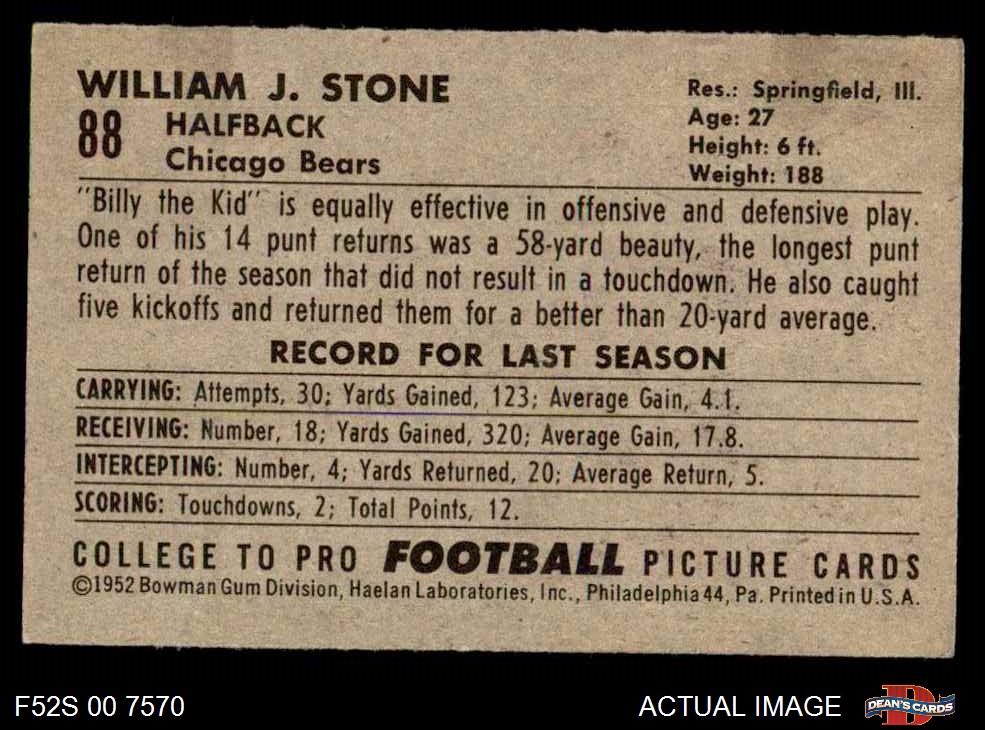 WILLIAM J. STONE
88
HALFBACK
Chicago Bears
Res.: Springfield, Ill.
Age: 27
Height: 6 ft.
Weight: 188
"Billy the Kid" is equally effective in offensive and defensive play.
One of his 14 punt returns was a 58-yard beauty, the longest punt
return of the season that did not result in a touchdown. He also caught
five kickoffs and returned them for a better than 20-yard average.
RECORD FOR LAST SEASON
CARRYING: Attempts, 30; Yards Gained, 123; Average Gain, 4.1.
RECEIVING: Number, 18; Yards Gained, 320; Average Gain, 17.8.
INTERCEPTING: Number, 4; Yards Returned, 20; Average Return, 5.
SCORING: Touchdowns, 2; Total Points, 12.
COLLEGE TO PRO FOOTBALL PICTURE CARDS
©1952 Bowman Gum Division, Haelan Laboratories, Inc., Philadelphia 44, Pa. Printed in U.S.A.
F52S 00 7570
ACTUAL IMAGE
D
DEAN'S CARDS